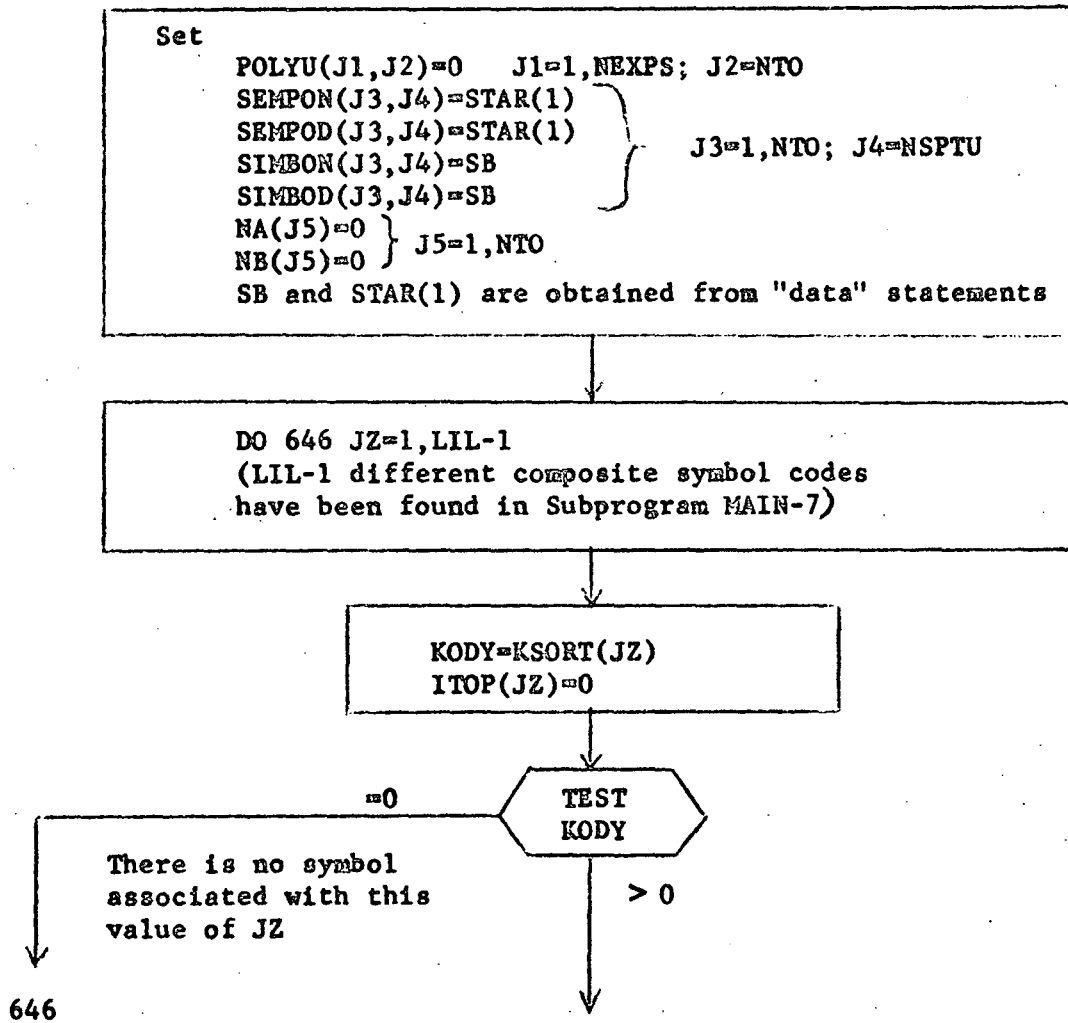 Set
POLYU(J1,J2)=0 J1=1,NEXPS; J2=NTO
SEMPON(J3,J4)=STAR(1)
SEMPOD(J3,J4)=STAR(1)
SIMBON(J3,J4)=SB
SIMBOD(J3,J4)=SB
J3=1,NTO; J4=NSPTU
NA(J5)=0
NB(J5)=0
J5=1,NTO
SB and STAR(1) are obtained from "data" statements
DO 646 JZ=1,LIL-1
(LIL-1 different composite symbol codes
have been found in Subprogram MAIN-7)
KODY=KSORT(JZ)
ITOP(JZ)=0
=0
TEST
KODY
There is no symbol
associated with this
value of JZ
> 0
646